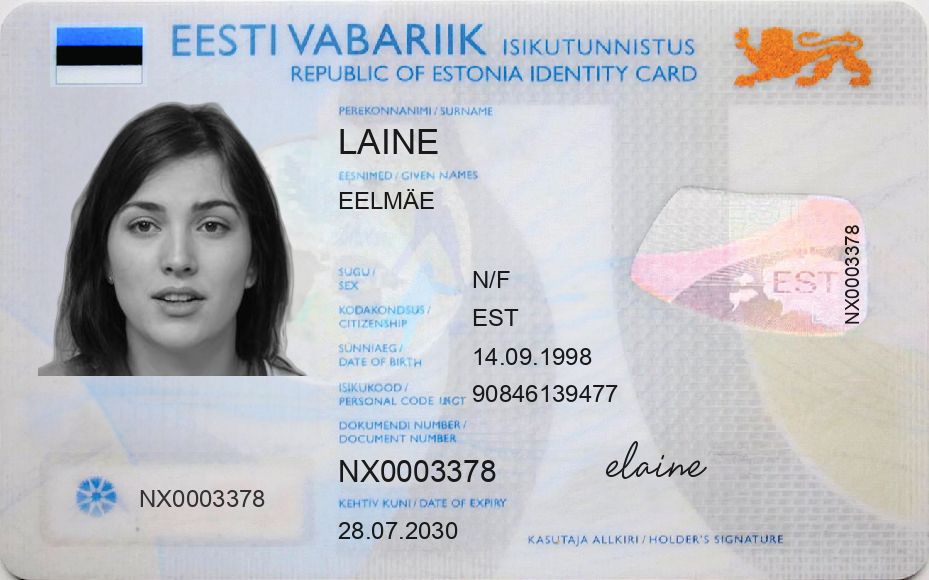 EESTI VABARIIK ISIKUTUNNISTUS
REPUBLIC OF ESTONIA IDENTITY CARD
PEREKONNANIMI / SURNAME
LAINE
EESNIMED / GIVEN NAMES
EELMÄE
SUGU /
SEX
N/F
KODAKONDSUS /
CITIZENSHIP
EST
SÜNNIAEG /
DATE OF BIRTH
14.09.1998
ISIKUKOOD /
PERSONAL CODE
90846139477
DOKUMENDI NUMBER /
DOCUMENT NUMBER
NX0003378
KEHTIV KUNI / DATE OF EXPIRY
28.07.2030
NX0003378
EST
NX0003378
elaine
KASUTAJA ALLKIRI / HOLDER'S SIGNATURE